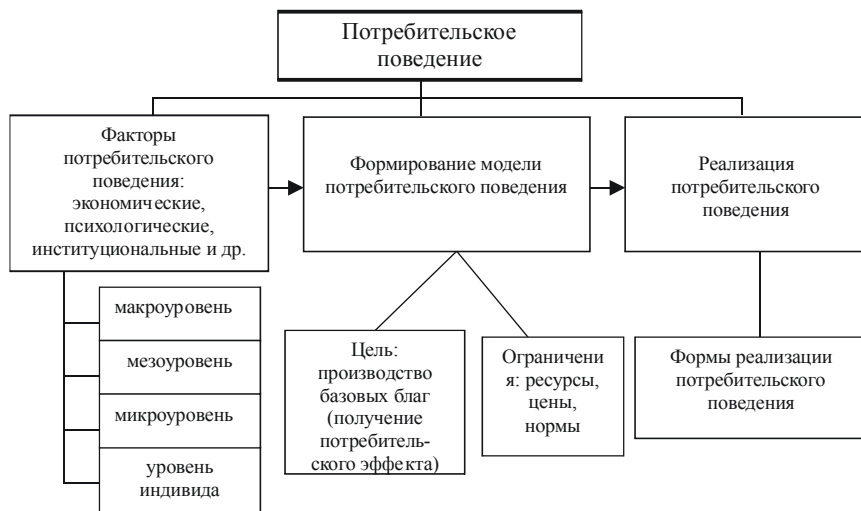 Потребительское
поведение
Факторы
потребительского
поведения:
экономические,
психологические,
институциональные и др.
Формирование модели
потребительского поведения
Реализация
потребительского
поведения
макроуровень
мезоуровень
микроуровень
уровень
индивида
Цель:
производство
базовых благ
(получение
потребитель-
ского эффекта)
Ограничени
я: ресурсы,
цены,
нормы
Формы реализации
потребительского
поведения